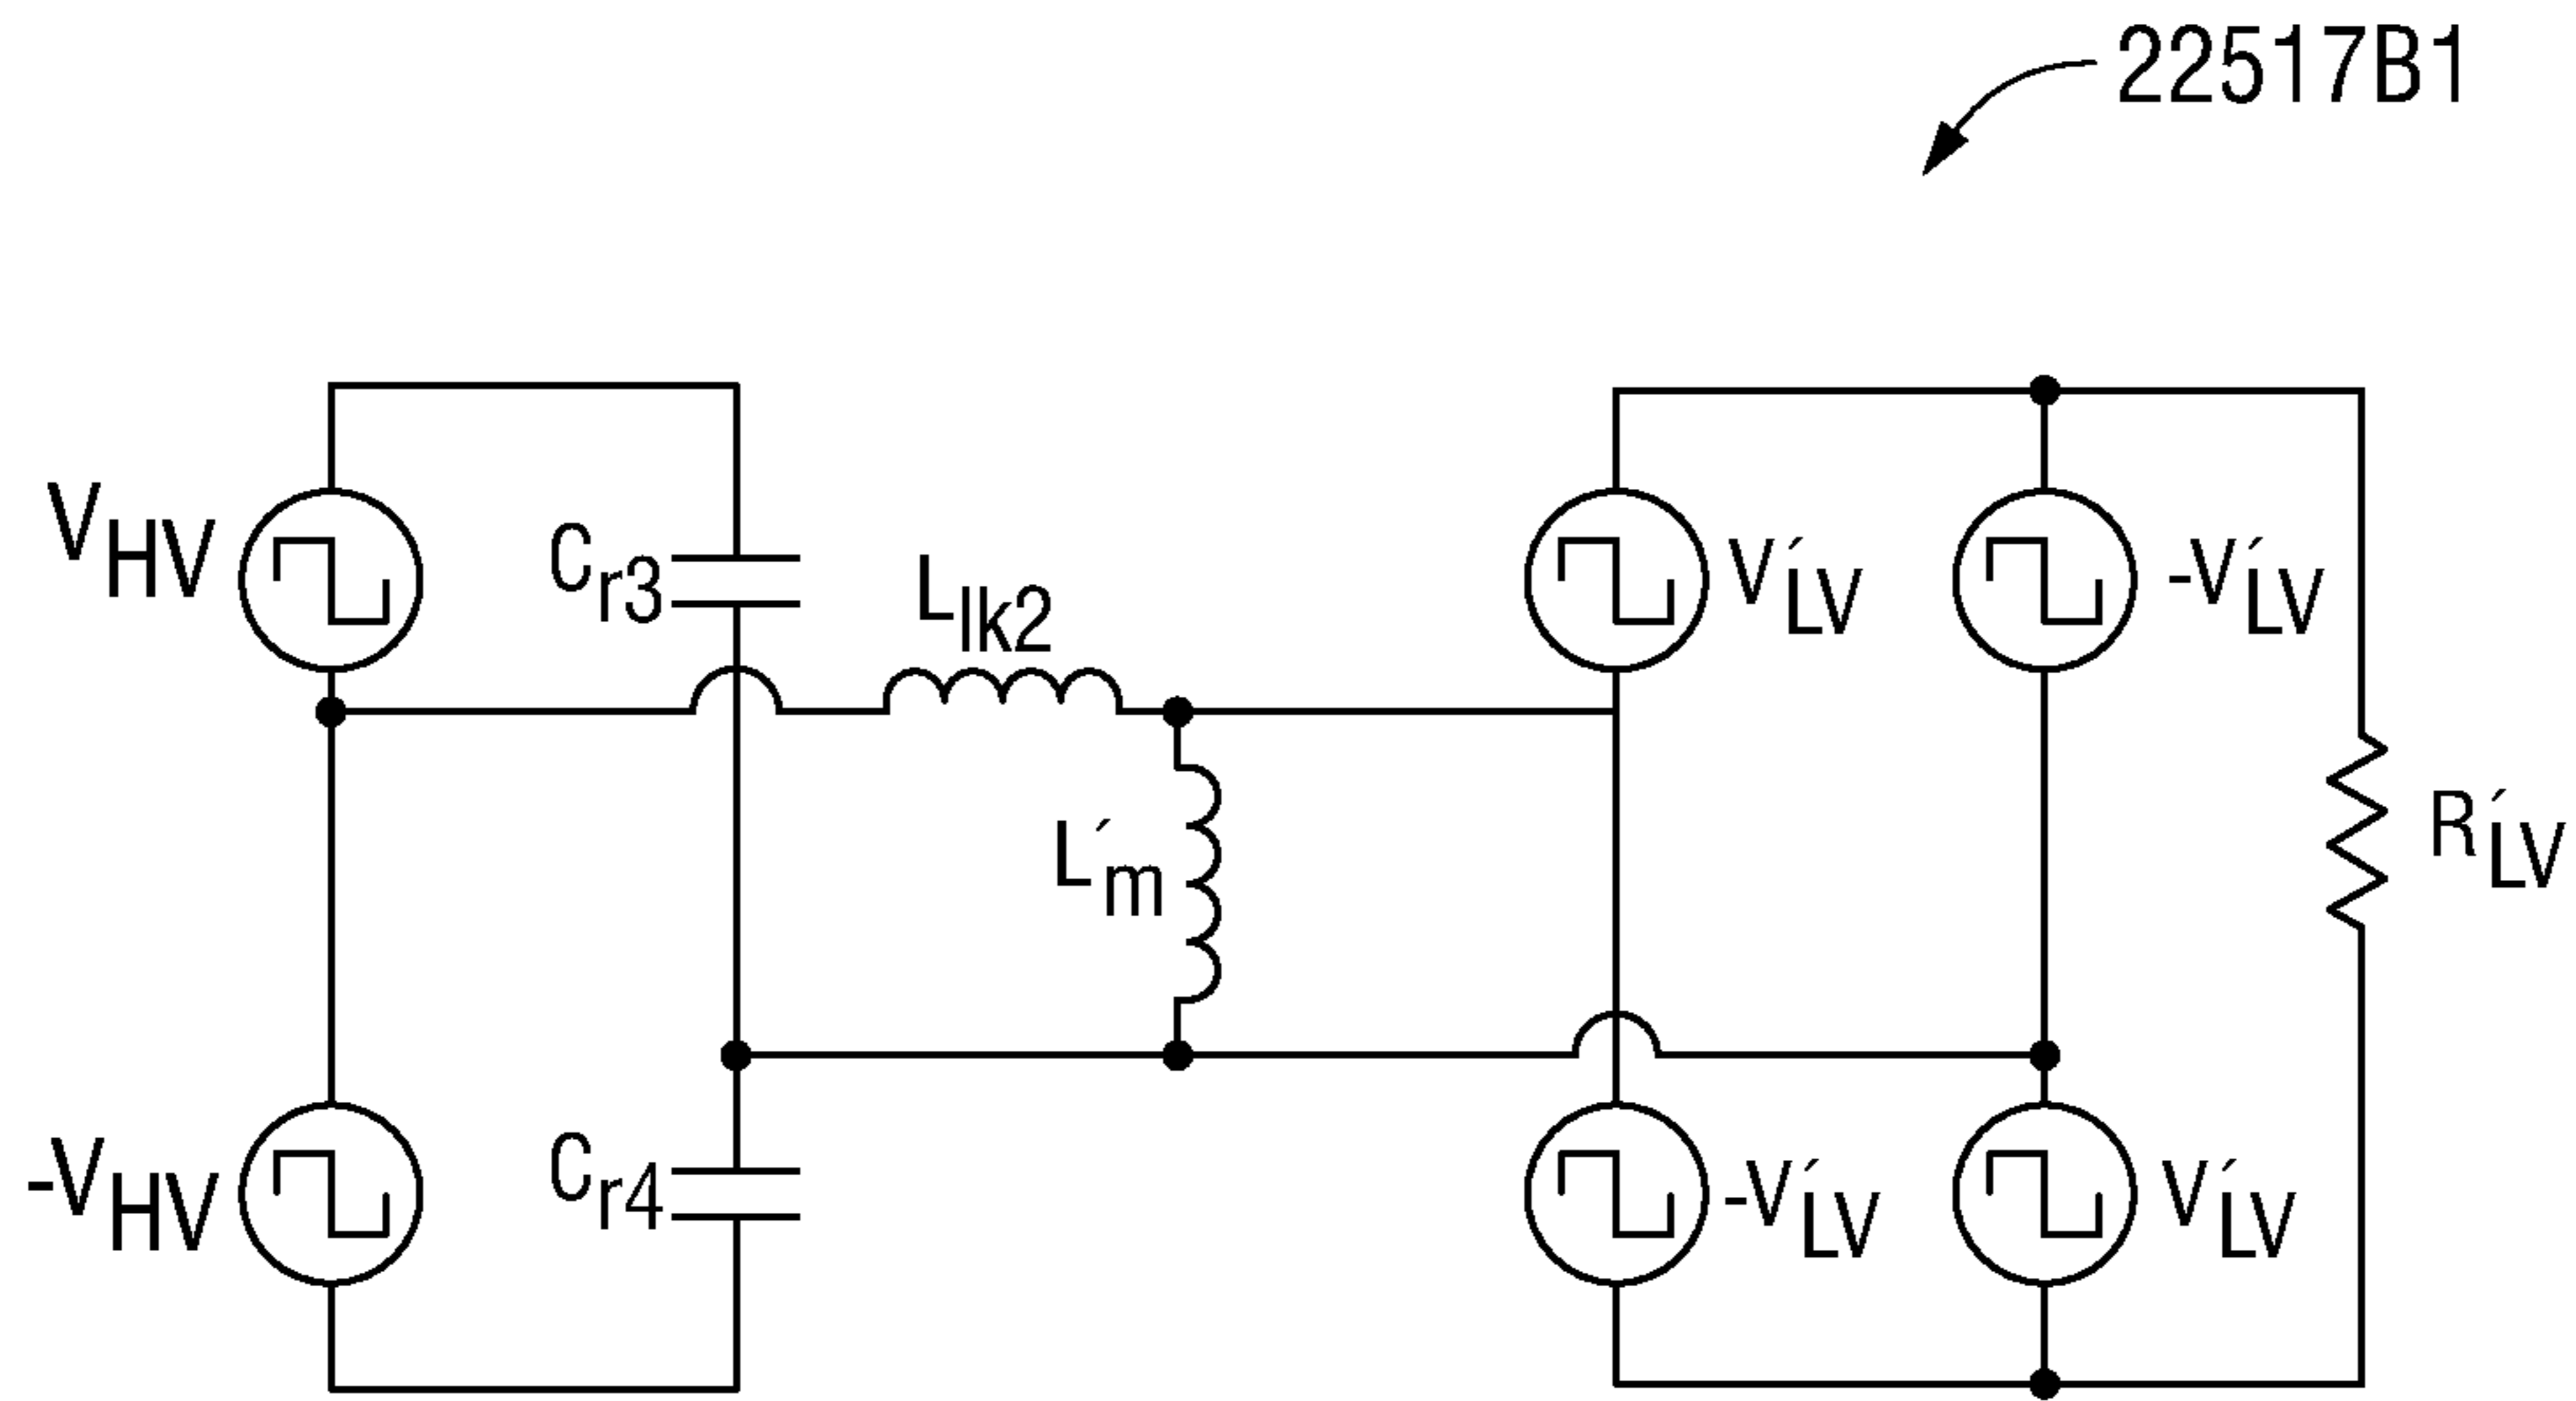 22517B1
V_HV
C_r3
L_lk2
V′_LV
-V′_LV
L′_m
R′_LV
-V_HV
C_r4
-V′_LV
V′_LV